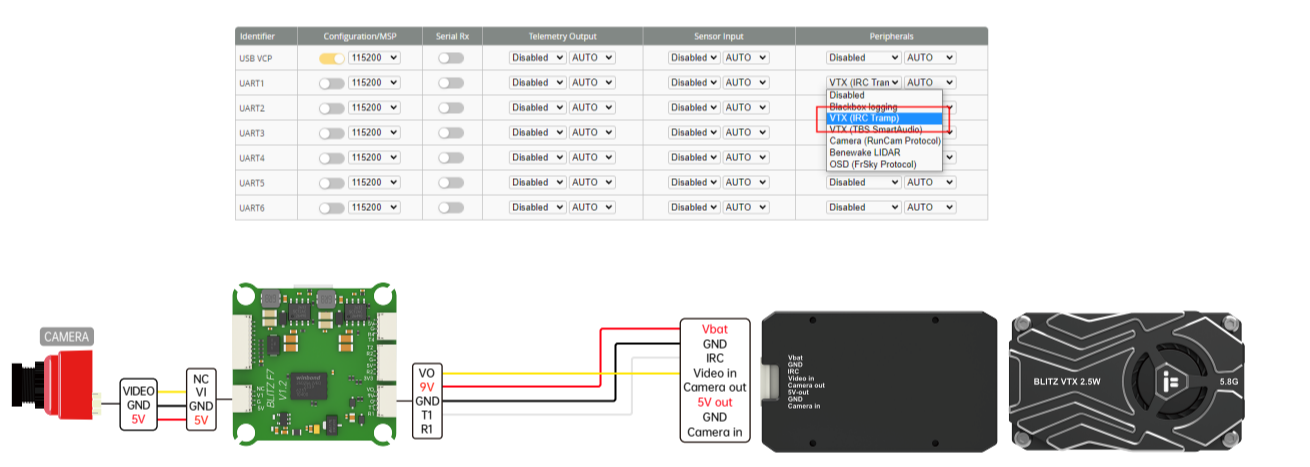 Identifier Configuration/MSP Serial Rx Telemetry Output Sensor Input Peripherals
USB VCP 115200 Disabled AUTO Disabled AUTO Disabled AUTO
UART1 115200 Disabled AUTO Disabled AUTO VTX (IRC Tran AUTO
Disabled
UART2 115200 Disabled AUTO Disabled AUTO Blackbox logging
VTX (IRC Tramp)
UART3 115200 Disabled AUTO Disabled AUTO VTX (TBS SmartAudio)
Camera (RunCam Protocol)
UART4 115200 Disabled AUTO Disabled AUTO Benewake LIDAR
OSD (FrSky Protocol)
UART5 115200 Disabled AUTO Disabled AUTO Disabled AUTO
UART6 115200 Disabled AUTO Disabled AUTO Disabled AUTO
CAMERA
VIDEO
GND
5V
NC
VI
GND
5V
BLITZ F7
V1.2
winbond
VO
9V
GND
T1
R1
Vbat
GND
IRC
Video in
Camera out
5V out
GND
Camera in
Vbat
GND
IRC
Video in
Camera out
5V-out
GND
Camera in
BLITZ VTX 2.5W
5.8G